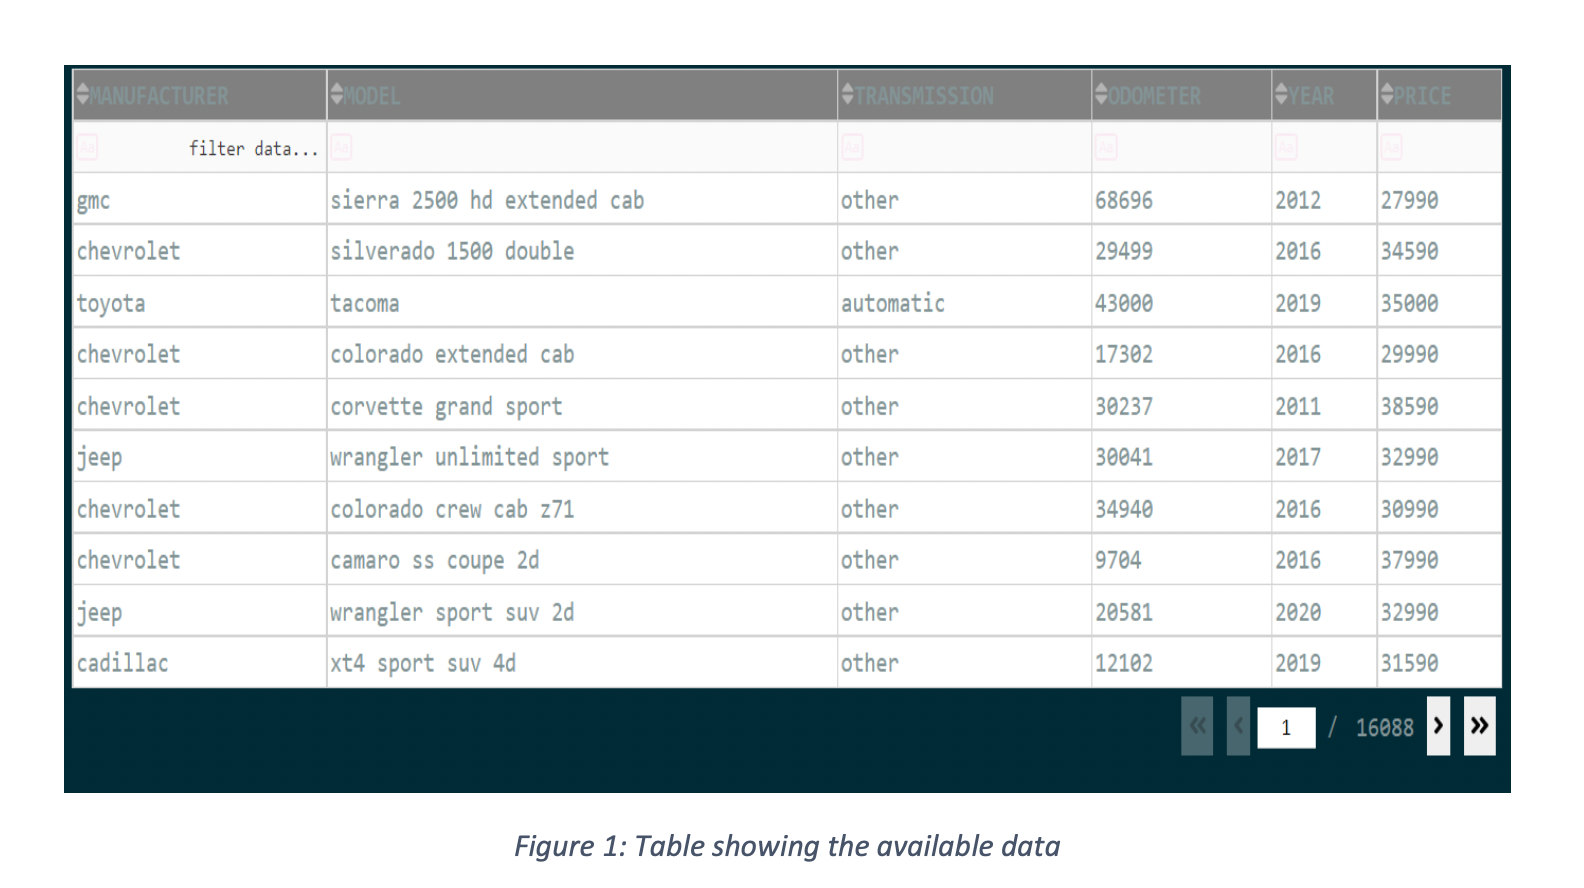 MANUFACTURER MODEL TRANSMISSION ODOMETER YEAR PRICE
Aa filter data... Aa Aa Aa Aa Aa
gmc sierra 2500 hd extended cab other 68696 2012 27990
chevrolet silverado 1500 double other 29499 2016 34590
toyota tacoma automatic 43000 2019 35000
chevrolet colorado extended cab other 17302 2016 29990
chevrolet corvette grand sport other 30237 2011 38590
jeep wrangler unlimited sport other 30041 2017 32990
chevrolet colorado crew cab z71 other 34940 2016 30990
chevrolet camaro ss coupe 2d other 9704 2016 37990
jeep wrangler sport suv 2d other 20581 2020 32990
cadillac xt4 sport suv 4d other 12102 2019 31590
« ‹ 1 / 16088 › »
Figure 1: Table showing the available data